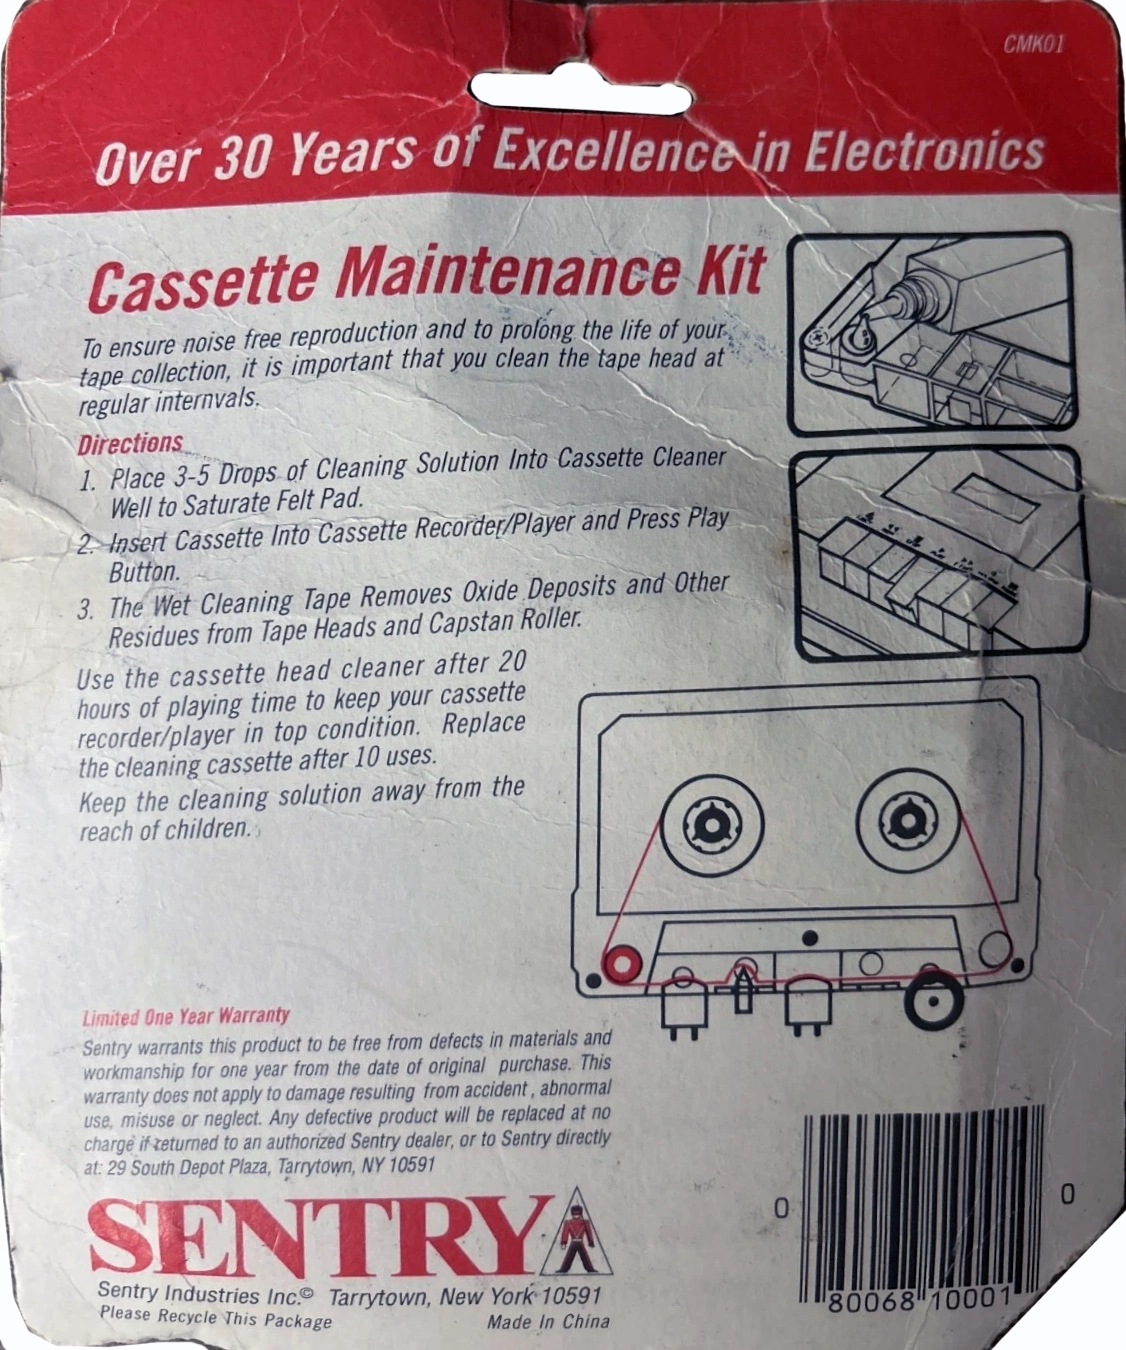 CMK01
Over 30 Years of Excellence in Electronics
Cassette Maintenance Kit
To ensure noise free reproduction and to prolong the life of your
tape collection, it is important that you clean the tape head at
regular internvals.
Directions
1. Place 3-5 Drops of Cleaning Solution Into Cassette Cleaner
Well to Saturate Felt Pad.
2. Insert Cassette Into Cassette Recorder/Player and Press Play
Button.
3. The Wet Cleaning Tape Removes Oxide Deposits and Other
Residues from Tape Heads and Capstan Roller.
Use the cassette head cleaner after 20
hours of playing time to keep your cassette
recorder/player in top condition. Replace
the cleaning cassette after 10 uses.
Keep the cleaning solution away from the
reach of children.
Limited One Year Warranty
Sentry warrants this product to be free from defects in materials and
workmanship for one year from the date of original purchase. This
warranty does not apply to damage resulting from accident, abnormal
use, misuse or neglect. Any defective product will be replaced at no
charge if returned to an authorized Sentry dealer, or to Sentry directly
at: 29 South Depot Plaza, Tarrytown, NY 10591
SENTRY
Sentry Industries Inc.© Tarrytown, New York 10591
Please Recycle This Package Made In China
0 80068 10001 0